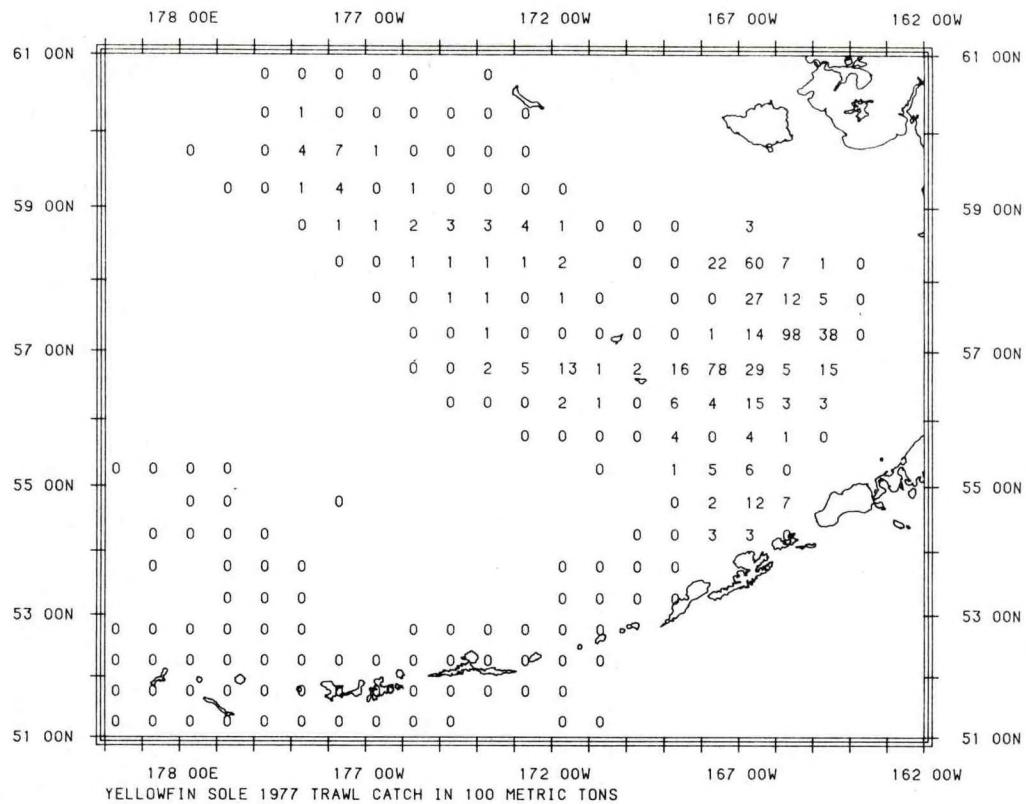 178 00E 177 00W 172 00W 167 00W 162 00W
61 00N 61 00N
0 0 0 0 0 0
0 1 0 0 0 0 0 0
0 0 4 7 1 0 0 0 0
0 0 1 4 0 1 0 0 0 0
59 00N 59 00N
0 1 1 2 3 3 4 1 0 0 0 3
0 0 1 1 1 1 2 0 0 22 60 7 1 0
0 0 1 1 0 1 0 0 0 27 12 5 0
0 0 1 0 0 0 0 0 1 14 98 38 0
57 00N 57 00N
0 0 2 5 13 1 2 16 78 29 5 15
0 0 0 2 1 0 6 4 15 3 3
0 0 0 0 4 0 4 1 0
0 0 0 0 0 1 5 6 0
55 00N 55 00N
0 0 0 0 2 12 7
0 0 0 0 0 0 3 3
0 0 0 0 0 0 0 0
0 0 0 0 0 0 0
53 00N 53 00N
0 0 0 0 0 0 0 0 0 0 0 0
0 0 0 0 0 0 0 0 0 0 0 0 0 0
0 0 0 0 0 0 0 0 0 0 0 0 0
0 0 0 0 0 0 0 0 0 0 0 0
51 00N 51 00N
178 00E 177 00W 172 00W 167 00W 162 00W
YELLOWFIN SOLE 1977 TRAWL CATCH IN 100 METRIC TONS